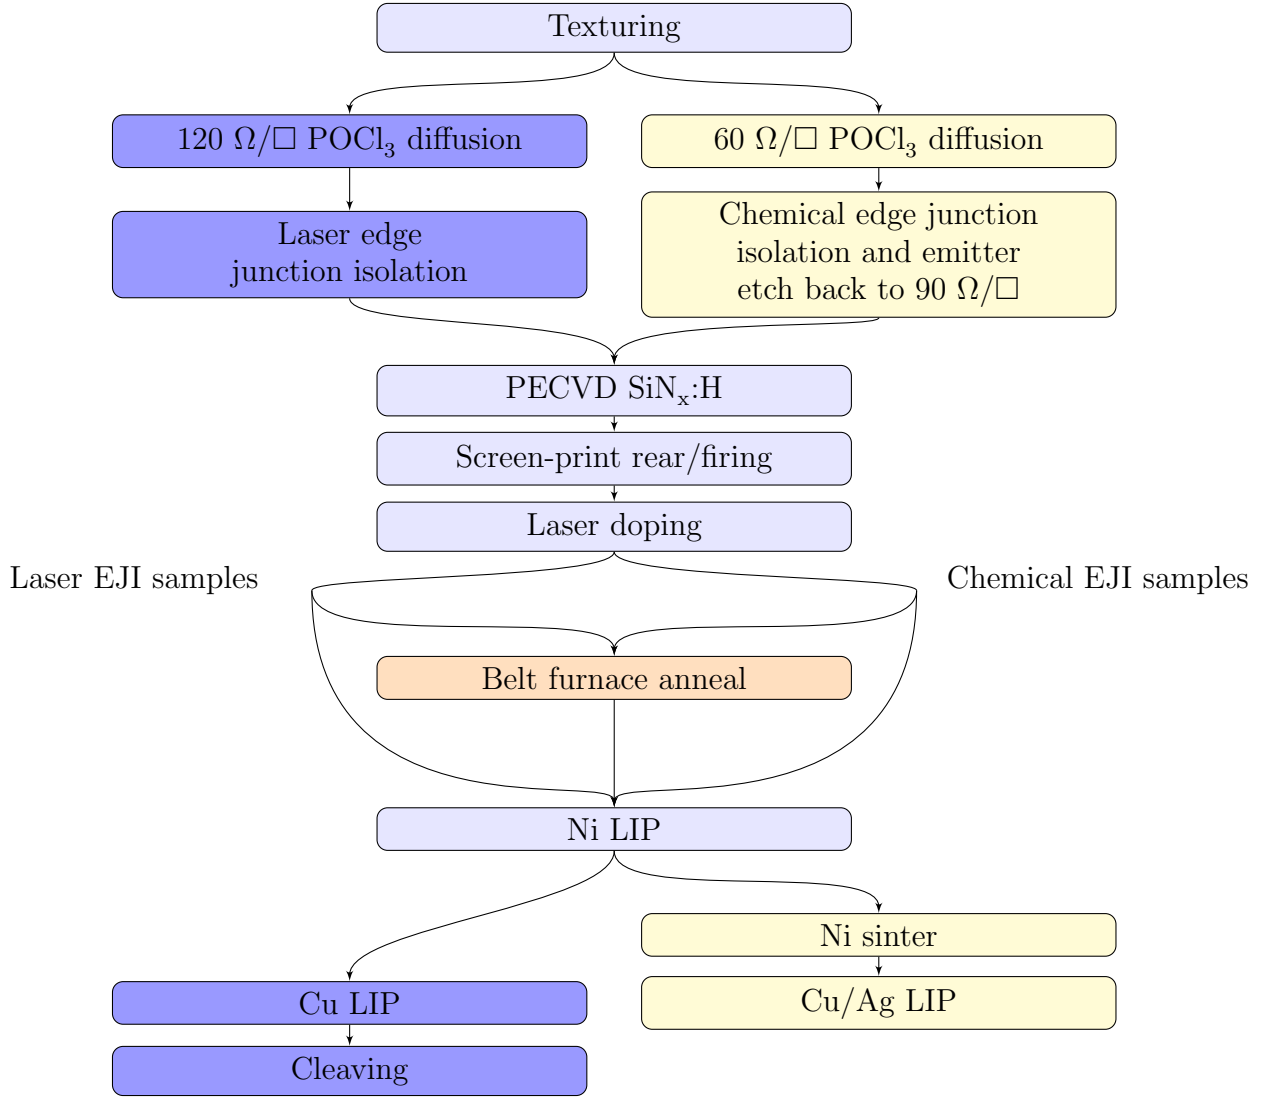 Texturing
120 Ω/□ POCl₃ diffusion
60 Ω/□ POCl₃ diffusion
Laser edge
junction isolation
Chemical edge junction
isolation and emitter
etch back to 90 Ω/□
PECVD SiNₓ:H
Screen-print rear/firing
Laser doping
Laser EJI samples
Chemical EJI samples
Belt furnace anneal
Ni LIP
Ni sinter
Cu LIP
Cu/Ag LIP
Cleaving